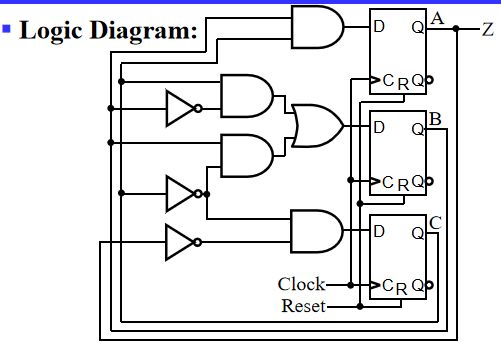 Logic Diagram:
D Q A Z
C R Q
D Q B
C R Q
D Q C
Clock C R Q
Reset